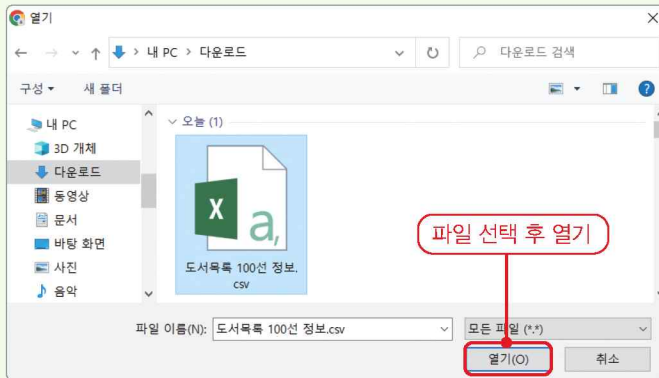 열기
내 PC > 다운로드
다운로드 검색
구성
새 폴더
내 PC
3D 개체
다운로드
동영상
문서
바탕 화면
사진
음악
오늘 (1)
X
a,
도서목록 100선 정보.
csv
파일 선택 후 열기
파일 이름(N):
도서목록 100선 정보.csv
모든 파일 (*.*)
열기(O)
취소